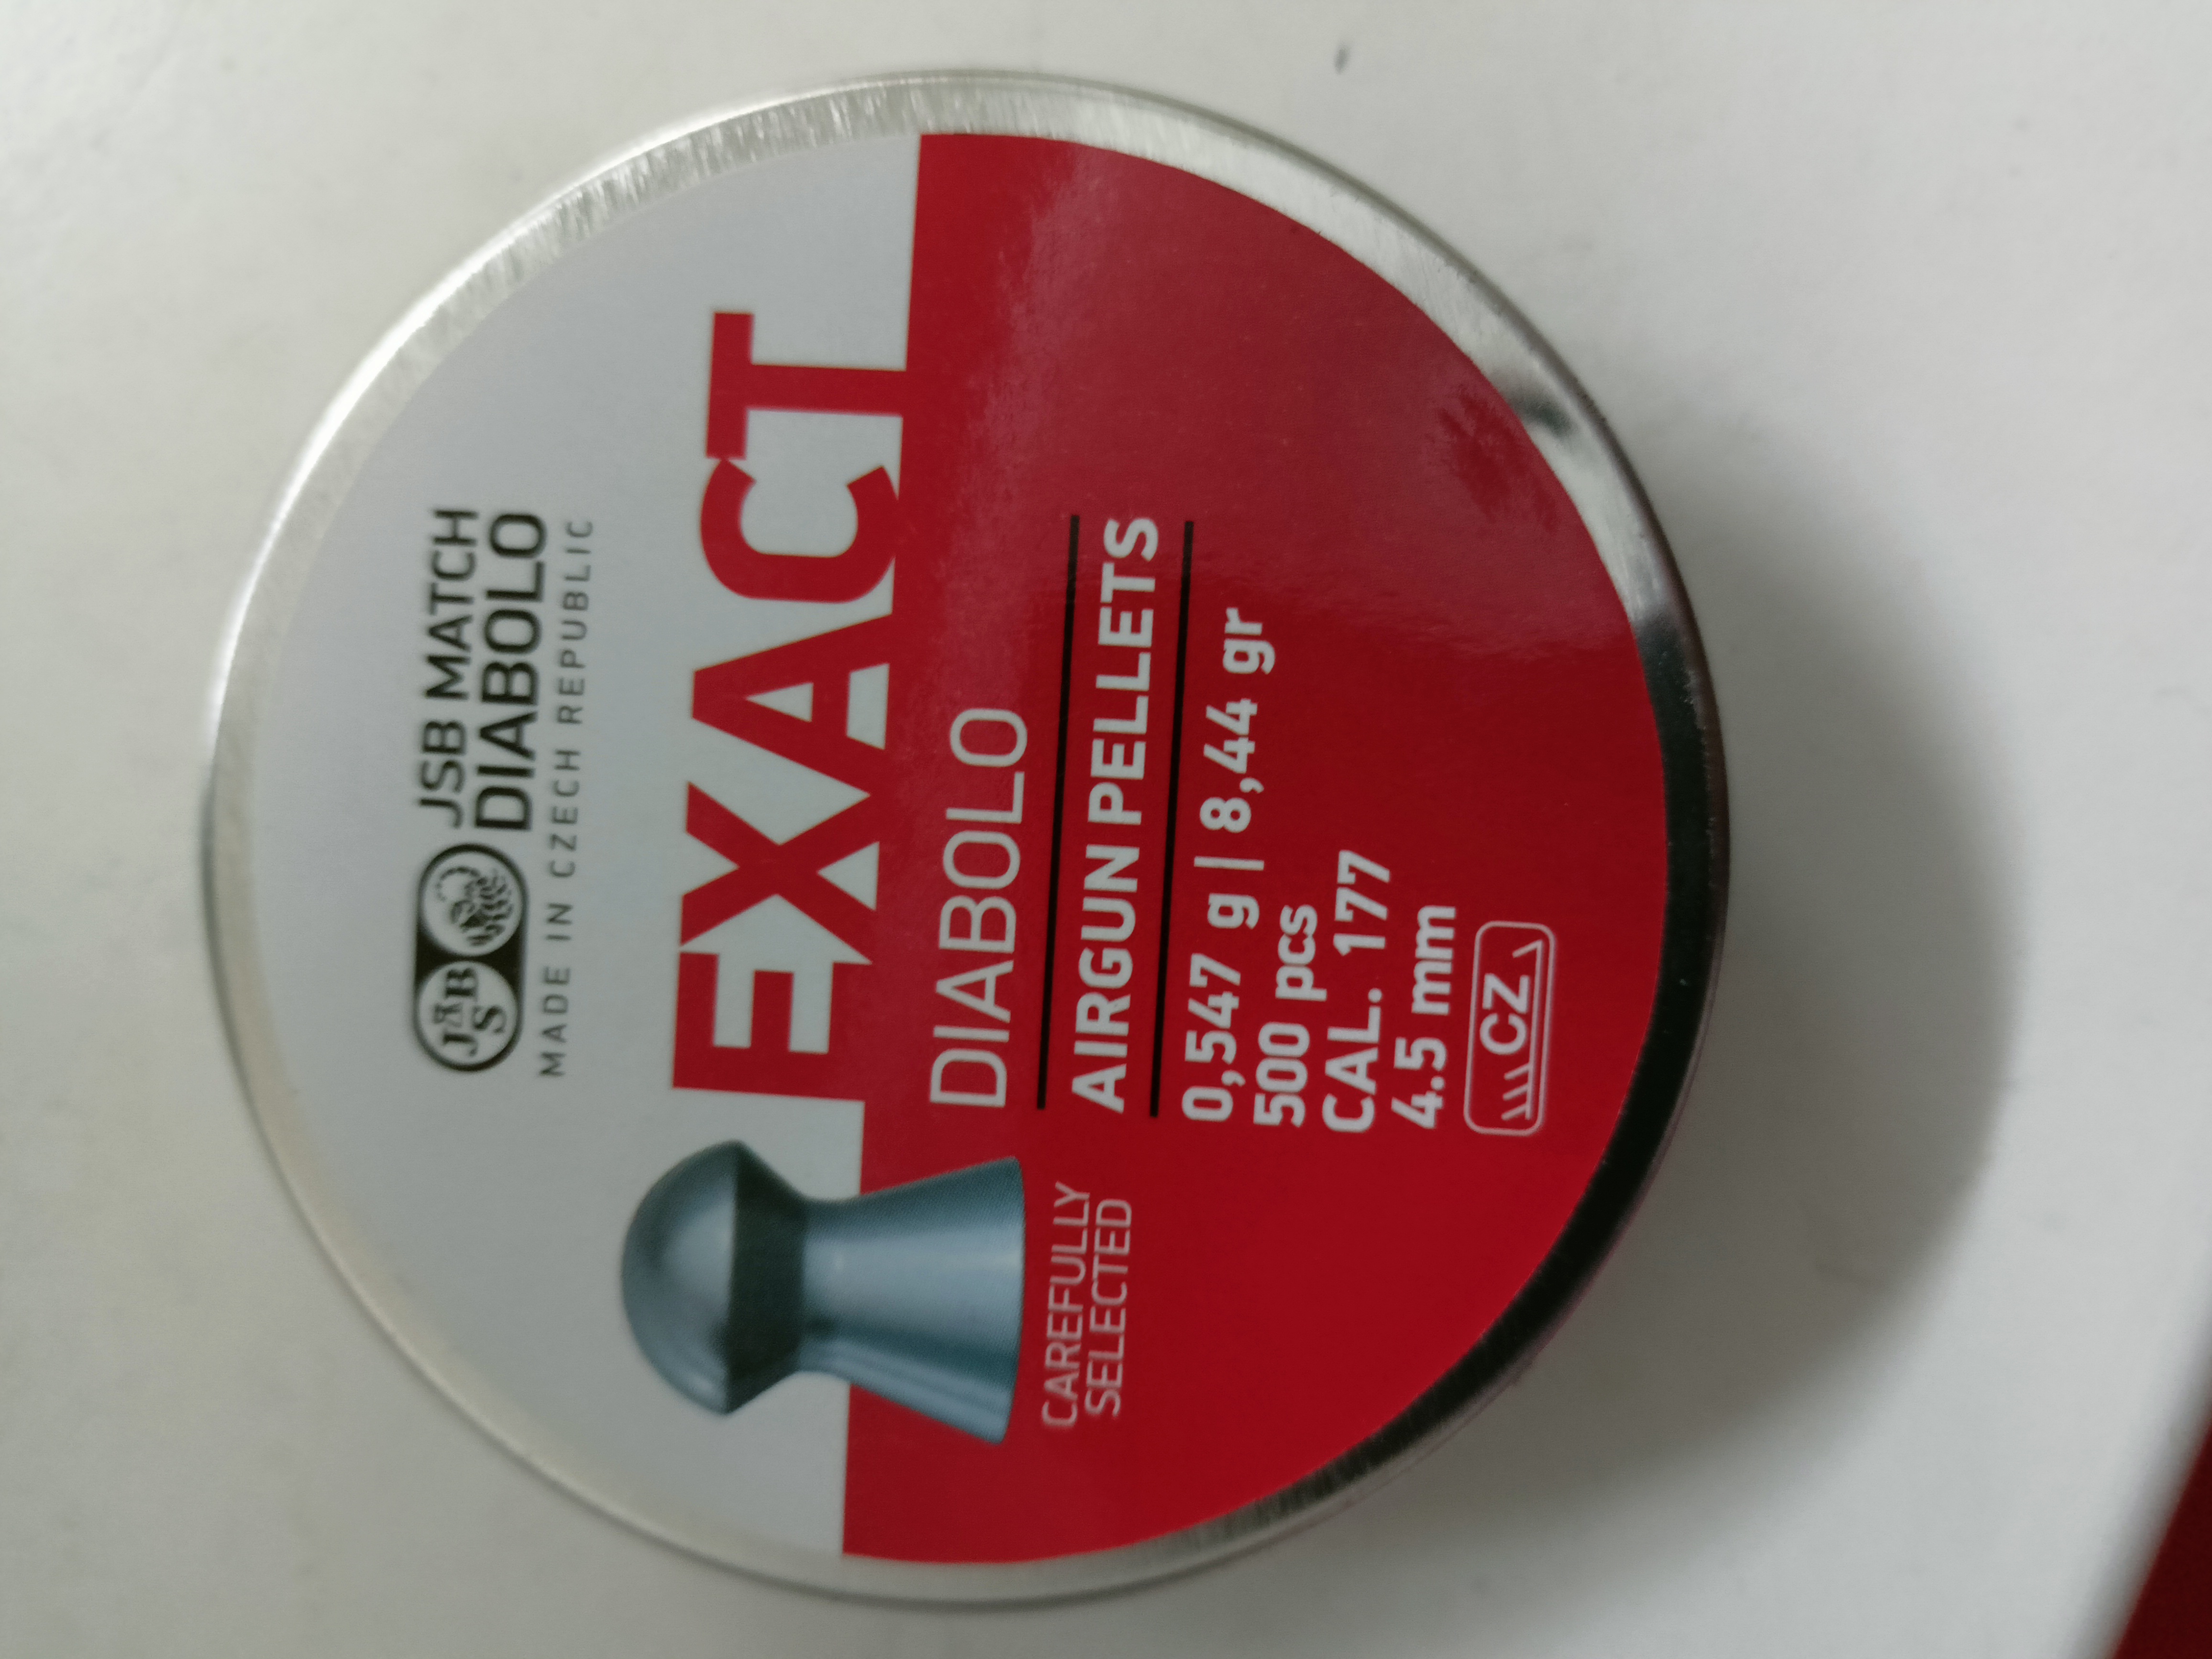 JSB
JSB MATCH
DIABOLO
MADE IN CZECH REPUBLIC
EXACT
DIABOLO
CAREFULLY
SELECTED
AIRGUN PELLETS
0,547 g | 8,44 gr
500 pcs
CAL. 177
4.5 mm
CZ